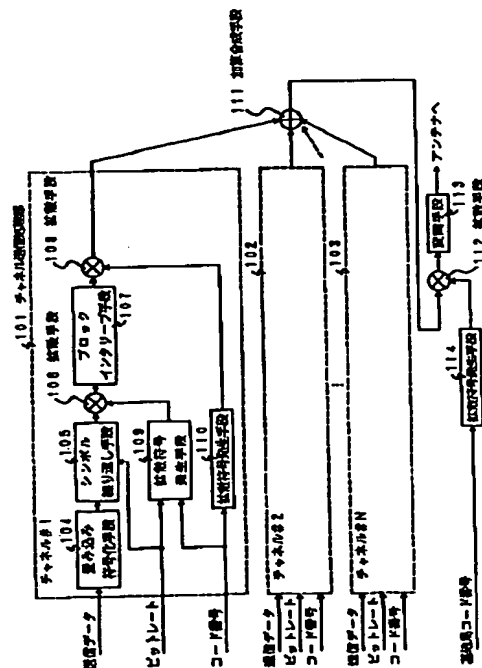 101 チャネル送信処理部
チャネル#1
104
畳み込み
符号化手段
105
シンボル
繰り返し手段
106 拡散手段
ブロック
インタリーブ手段
107
108 拡散手段
109
拡散符号
発生手段
110
拡散符号発生手段
送信データ
ビットレート
コード番号
102
チャネル#2
送信データ
ビットレート
コード番号
103
チャネル#N
送信データ
ビットレート
コード番号
111 加算合成手段
112 拡散手段
変調手段
113
アンテナへ
114
拡散符号発生手段
基地局コード番号